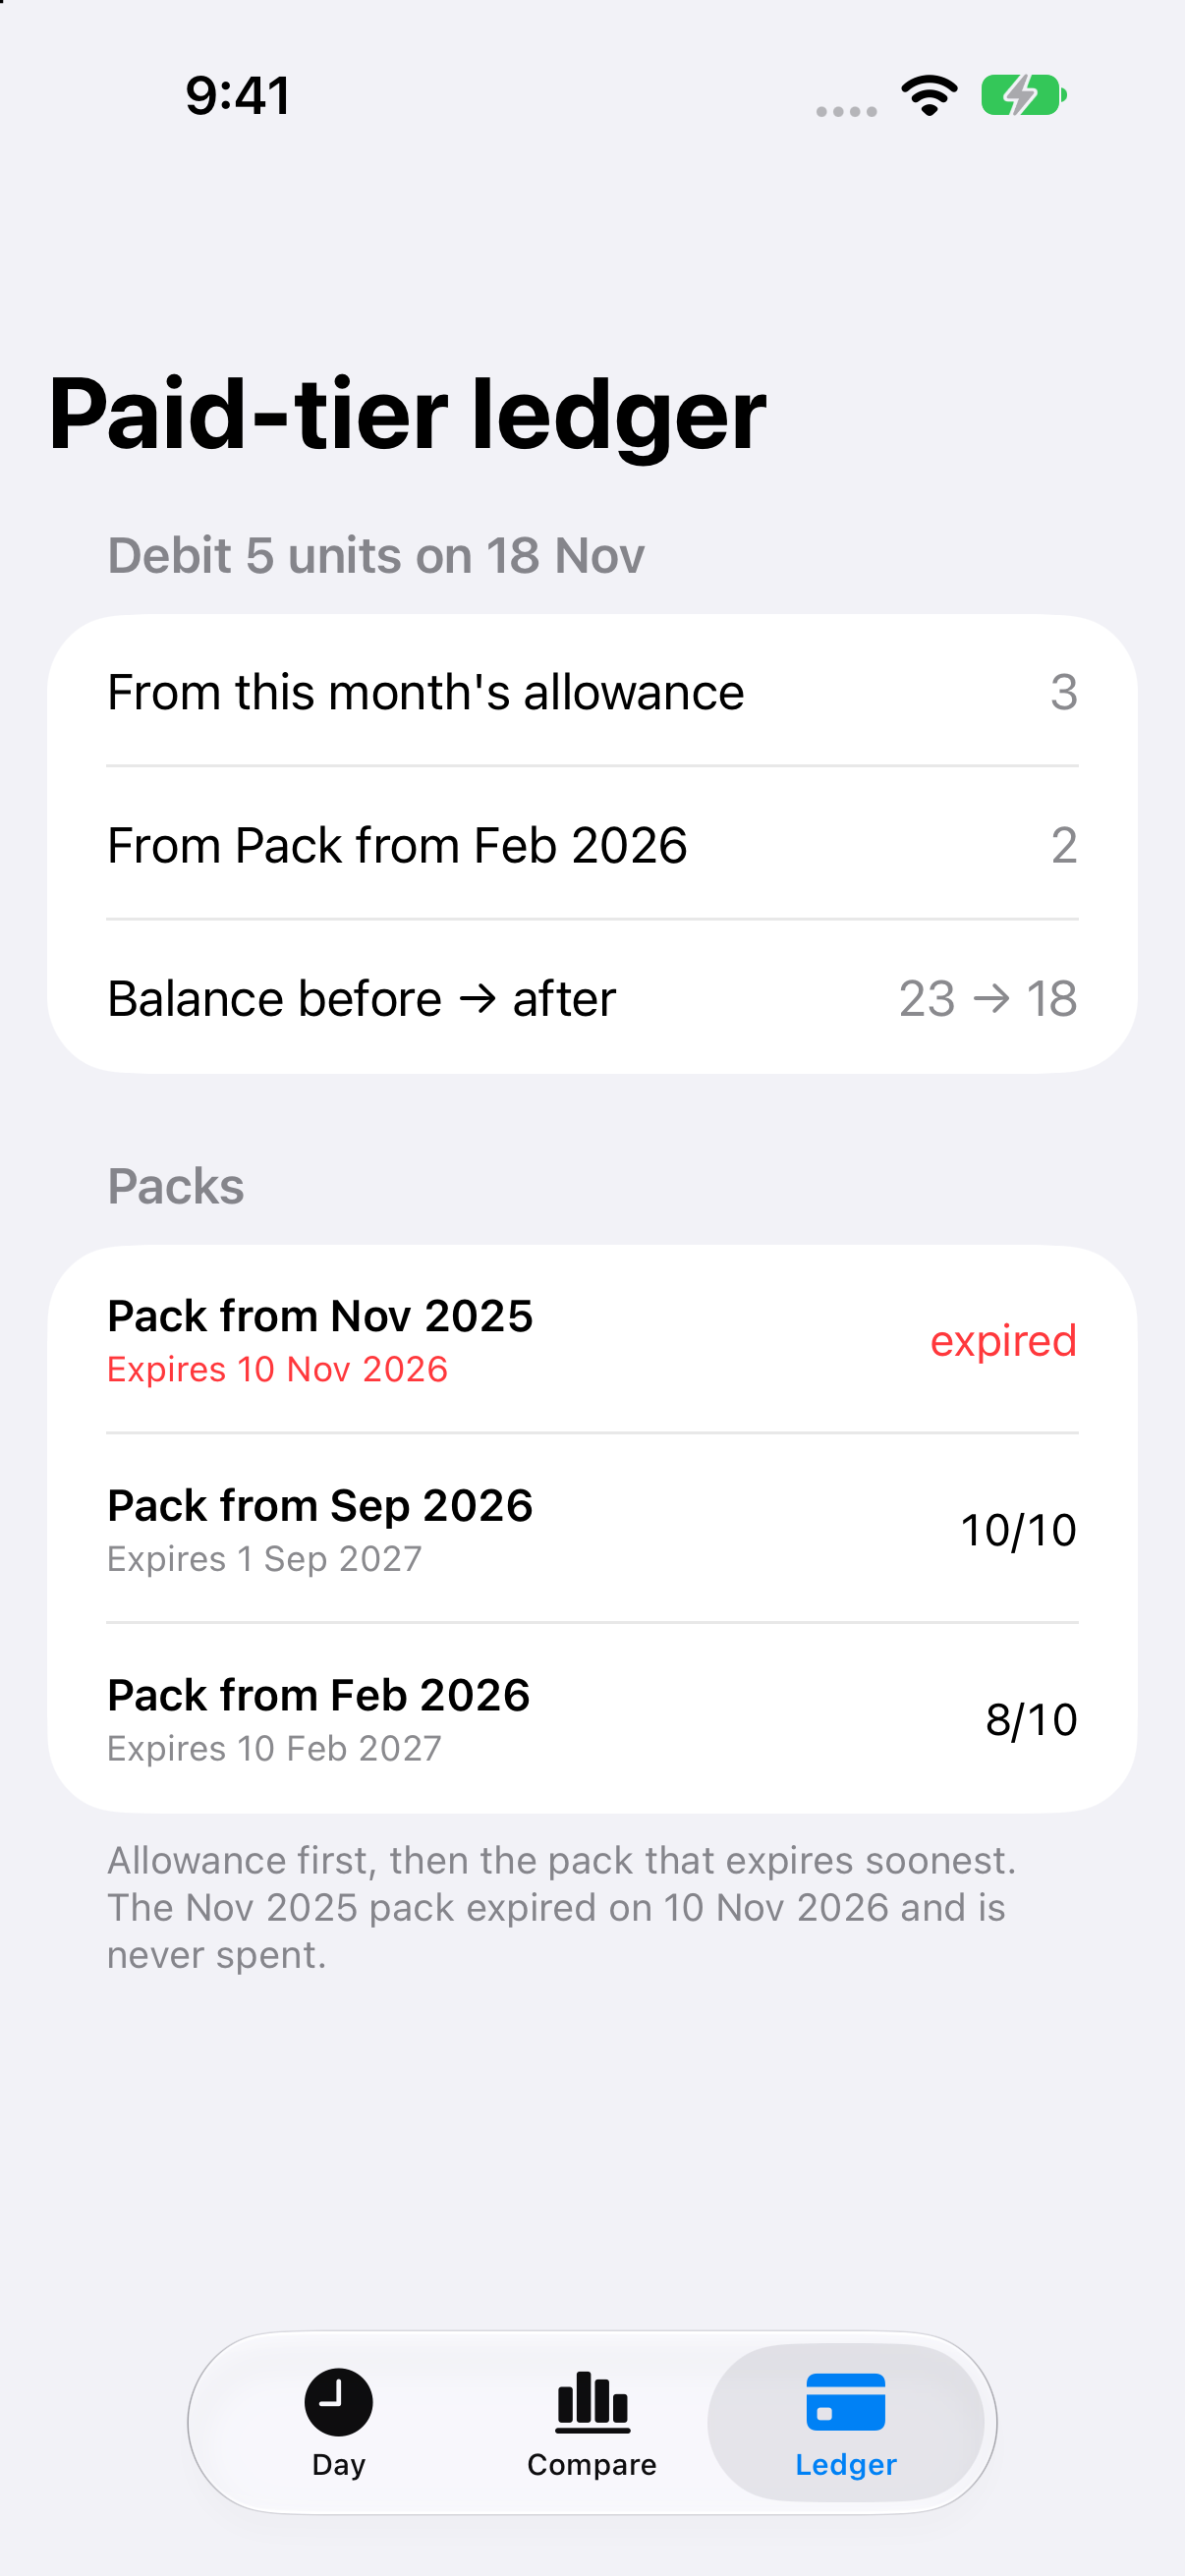 9:41
Paid-tier ledger
Debit 5 units on 18 Nov
From this month's allowance 3
From Pack from Feb 2026 2
Balance before → after 23 → 18
Packs
Pack from Nov 2025
Expires 10 Nov 2026
expired
Pack from Sep 2026
Expires 1 Sep 2027
10/10
Pack from Feb 2026
Expires 10 Feb 2027
8/10
Allowance first, then the pack that expires soonest.
The Nov 2025 pack expired on 10 Nov 2026 and is
never spent.
Day Compare Ledger